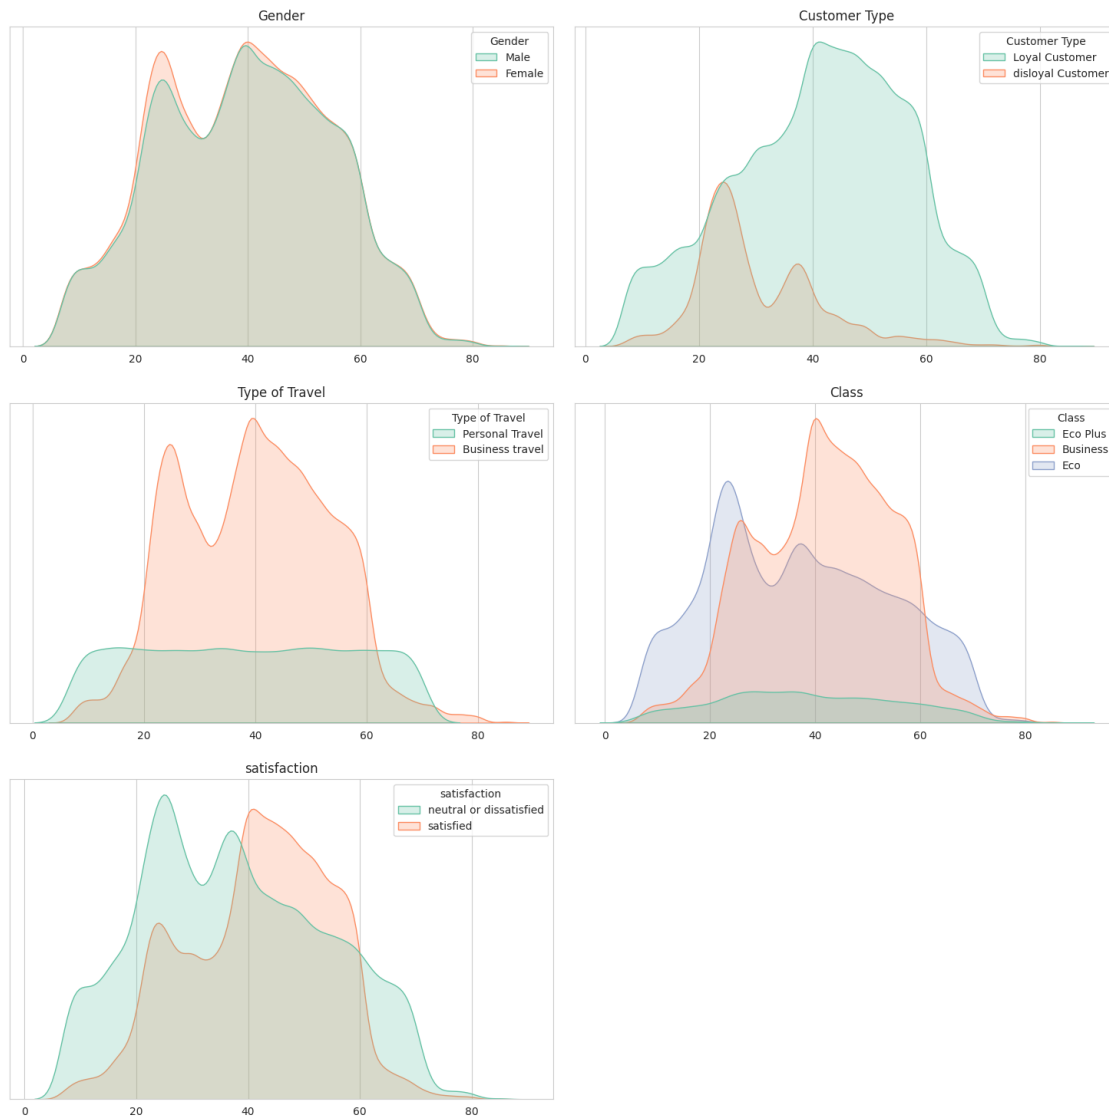 Gender
Gender
Male
Female
0 20 40 60 80
Customer Type
Customer Type
Loyal Customer
disloyal Customer
0 20 40 60 80
Type of Travel
Type of Travel
Personal Travel
Business travel
0 20 40 60 80
Class
Class
Eco Plus
Business
Eco
0 20 40 60 80
satisfaction
satisfaction
neutral or dissatisfied
satisfied
0 20 40 60 80